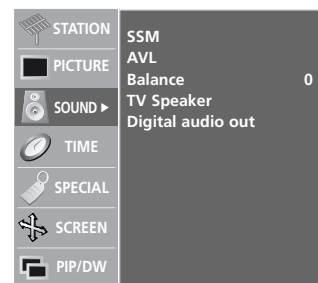 STATION
PICTURE
SOUND ►
TIME
SPECIAL
SCREEN
PIP/DW
SSM
AVL
Balance 0
TV Speaker
Digital audio out